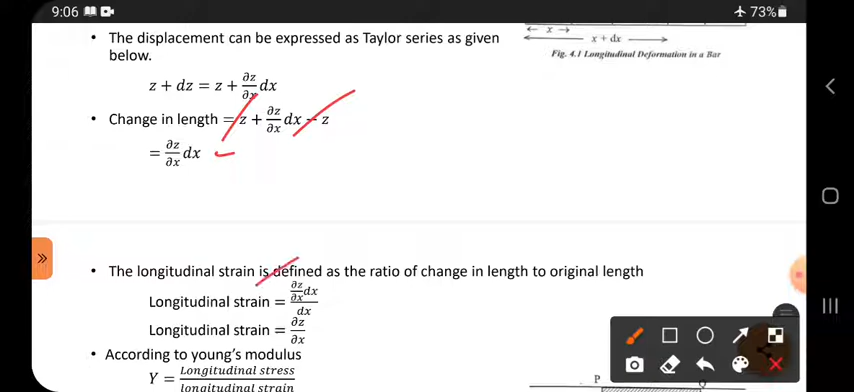 9:06 73%
• The displacement can be expressed as Taylor series as given
below.
z + dz = z + ∂z/∂x dx
← x →
x + dx
Fig. 4.1 Longitudinal Deformation in a Bar
• Change in length = z + ∂z/∂x dx − z
= ∂z/∂x dx
• The longitudinal strain is defined as the ratio of change in length to original length
Longitudinal strain = (∂z/∂x dx)/dx
Longitudinal strain = ∂z/∂x
• According to young's modulus
Y = Longitudinal stress / longitudinal strain
P